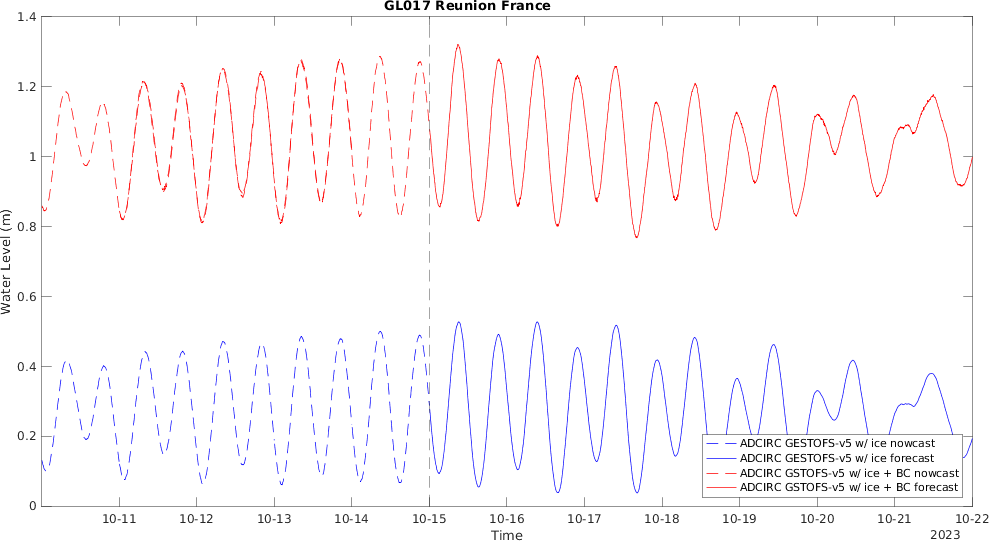 GL017 Reunion France
1.4
1.2
1
0.8
0.6
0.4
0.2
0
Water Level (m)
ADCIRC GESTOFS-v5 w/ ice nowcast
ADCIRC GESTOFS-v5 w/ ice forecast
ADCIRC GSTOFS-v5 w/ ice + BC nowcast
ADCIRC GSTOFS-v5 w/ ice + BC forecast
10-11 10-12 10-13 10-14 10-15 10-16 10-17 10-18 10-19 10-20 10-21 10-22
Time
2023